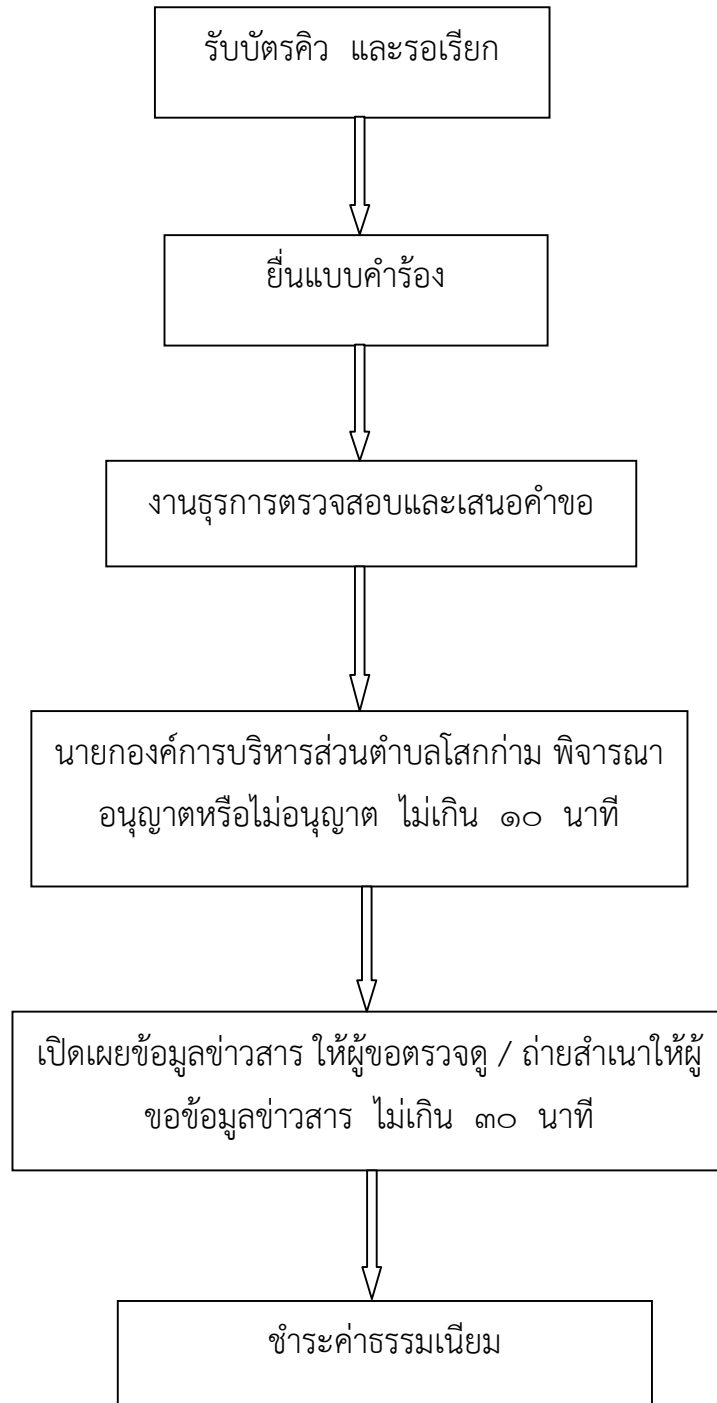 รับบัตรคิว และรอเรียก
ยื่นแบบคำร้อง
งานธุรการตรวจสอบและเสนอคำขอ
นายกองค์การบริหารส่วนตำบลโสกก่าม พิจารณา
อนุญาตหรือไม่อนุญาต ไม่เกิน ๑๐ นาที
เปิดเผยข้อมูลข่าวสาร ให้ผู้ขอตรวจดู / ถ่ายสำเนาให้ผู้
ขอข้อมูลข่าวสาร ไม่เกิน ๓๐ นาที
ชำระค่าธรรมเนียม